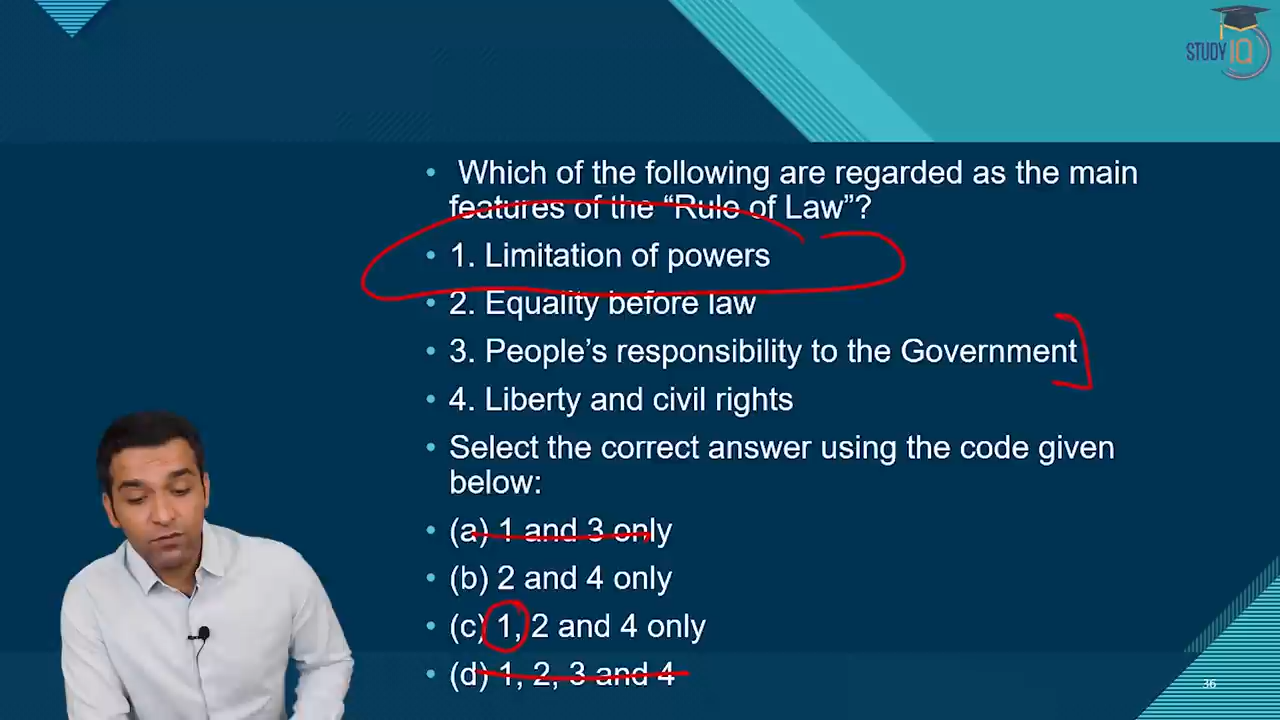 STUDY IQ
• Which of the following are regarded as the main
features of the “Rule of Law”?
• 1. Limitation of powers
• 2. Equality before law
• 3. People’s responsibility to the Government
• 4. Liberty and civil rights
• Select the correct answer using the code given
below:
• (a) 1 and 3 only
• (b) 2 and 4 only
• (c) 1, 2 and 4 only
• (d) 1, 2, 3 and 4
36